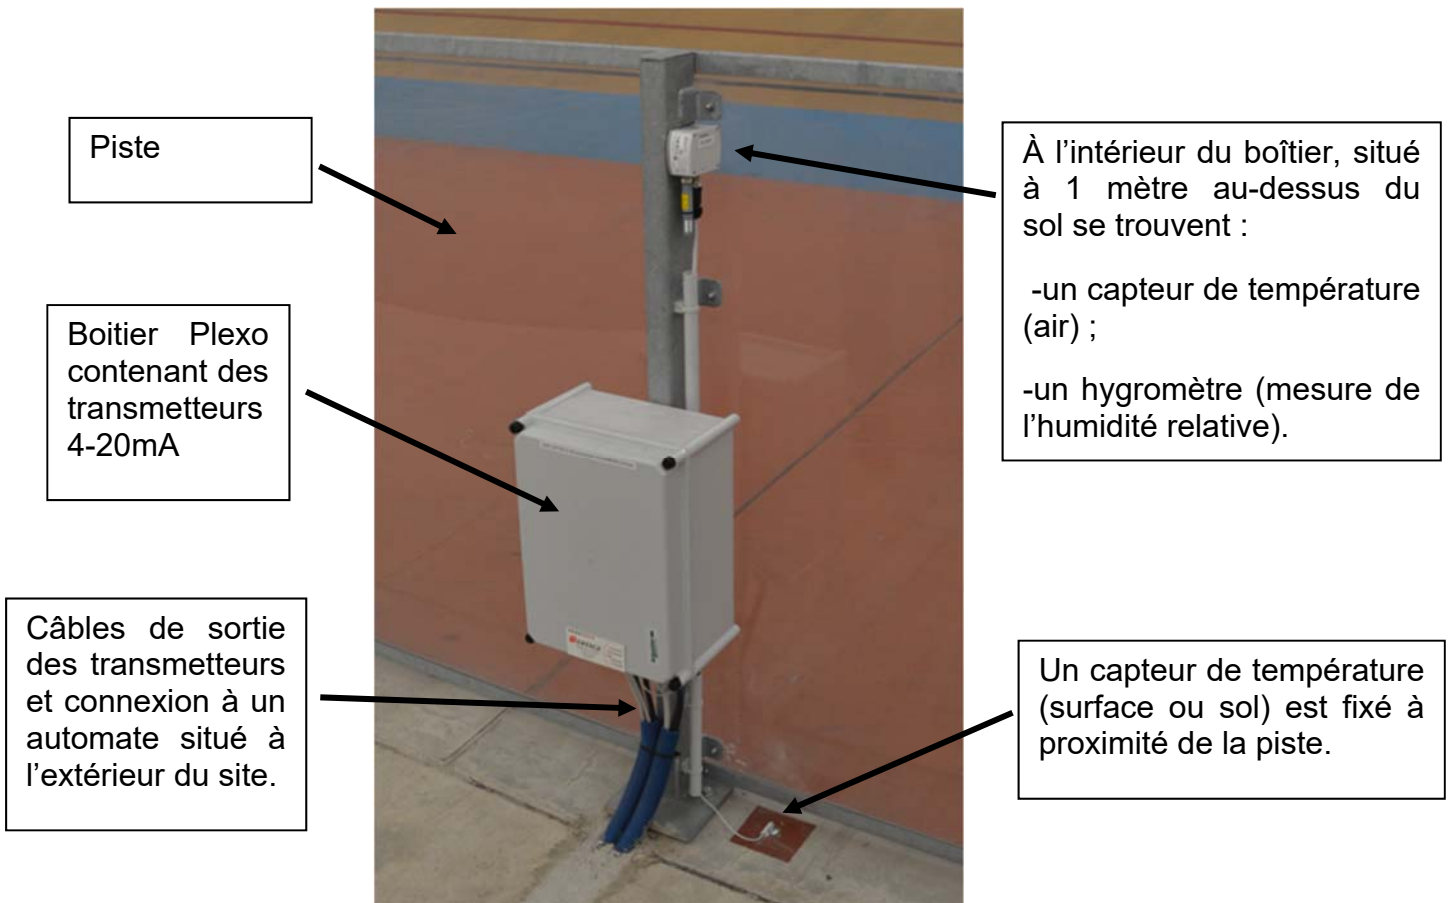 Piste
Boitier Plexo
contenant des
transmetteurs
4-20mA
Câbles de sortie
des transmetteurs
et connexion à un
automate situé à
l’extérieur du site.
À l’intérieur du boîtier, situé
à 1 mètre au-dessus du
sol se trouvent :
-un capteur de température
(air) ;
-un hygromètre (mesure de
l’humidité relative).
Un capteur de température
(surface ou sol) est fixé à
proximité de la piste.